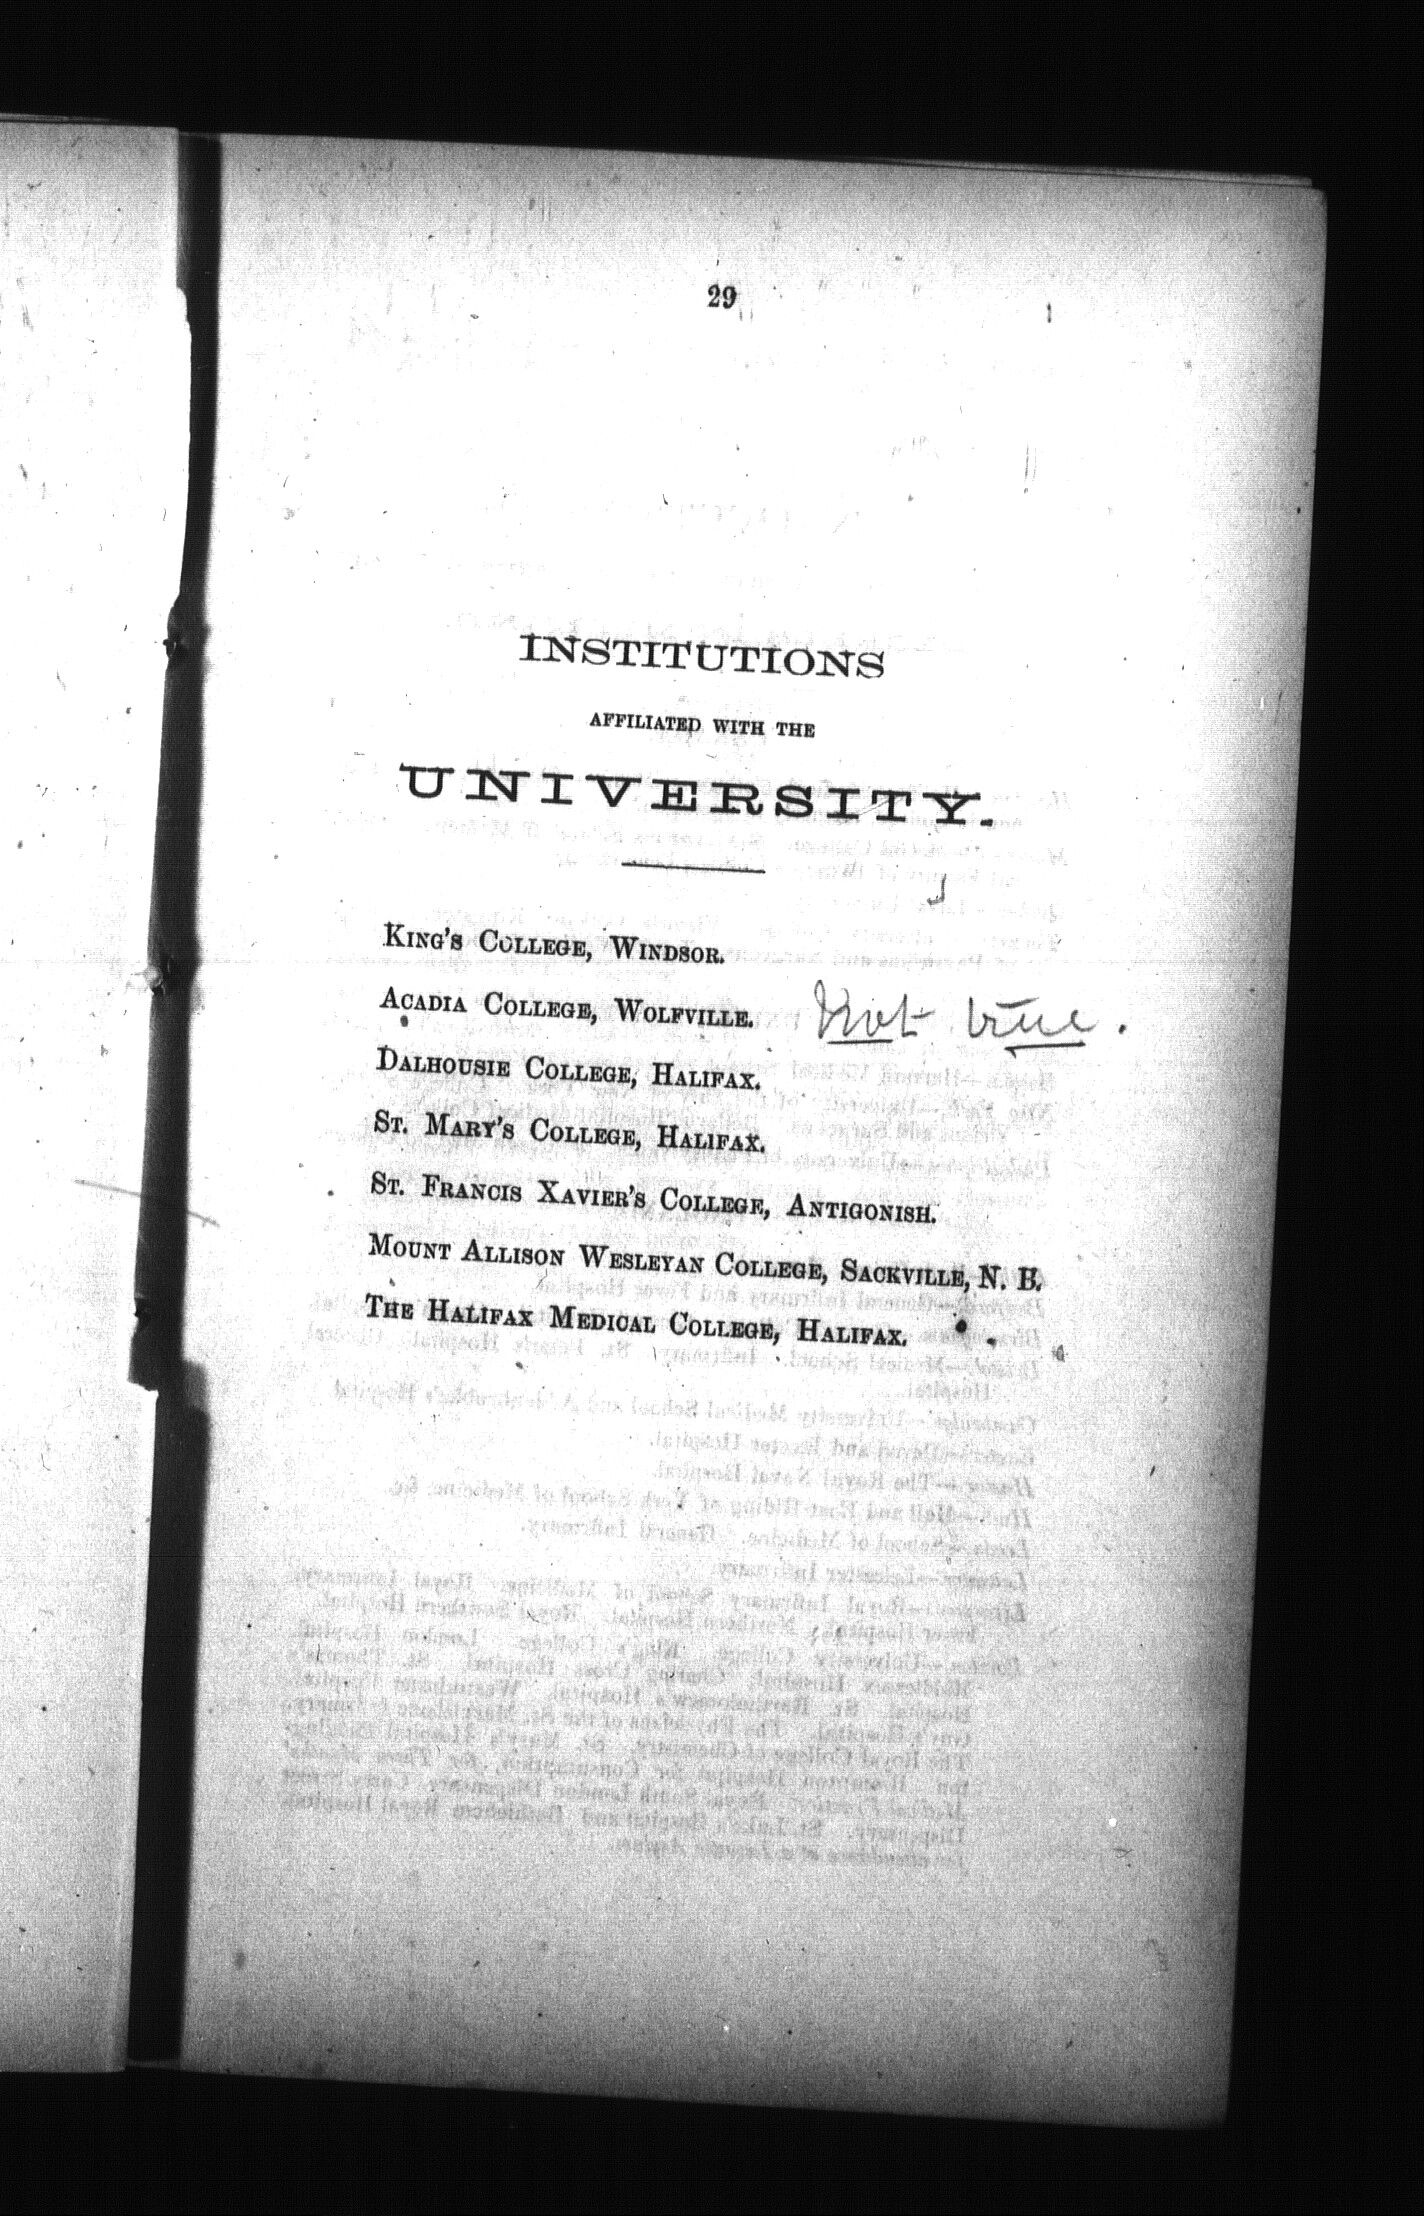 29
INSTITUTIONS
AFFILIATED WITH THE
UNIVERSITY.
KING'S COLLEGE, WINDSOR.
ACADIA COLLEGE, WOLFVILLE. Not true.
DALHOUSIE COLLEGE, HALIFAX.
ST. MARY'S COLLEGE, HALIFAX.
ST. FRANCIS XAVIER'S COLLEGE, ANTIGONISH.
MOUNT ALLISON WESLEYAN COLLEGE, SACKVILLE, N. B.
THE HALIFAX MEDICAL COLLEGE, HALIFAX.